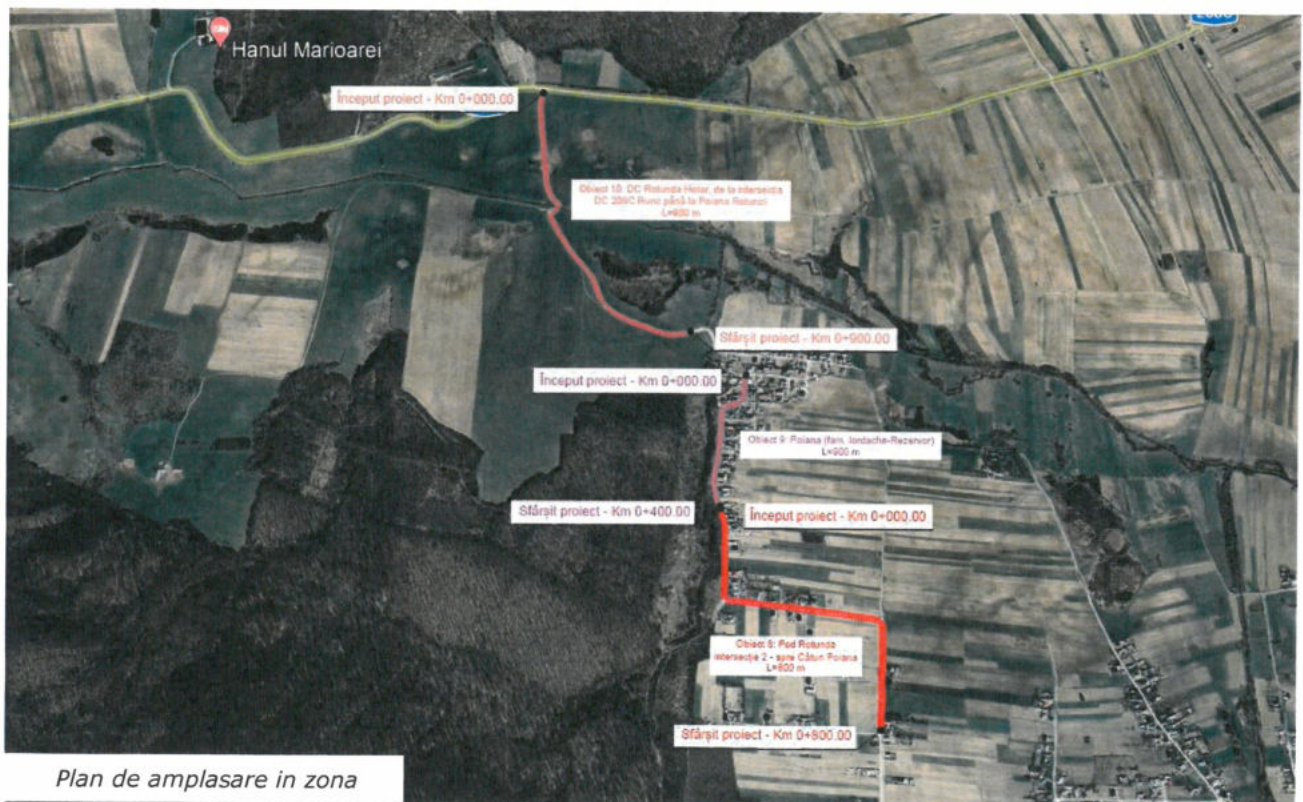 Hanul Marioarei
Început proiect - Km 0+000.00
Obiect 10: DC Rotunda Hotar, de la intersectia
DC 209C Runc până la Poiana Rotunzi
L=900 m
Sfârșit proiect - Km 0+900.00
Început proiect - Km 0+000.00
Obiect 9: Poiana (fam. Iordache-Rezenior)
L=900 m
Sfârșit proiect - Km 0+400.00
Început proiect - Km 0+000.00
Obiect 8: Pod Rotunda
intersecție 2 - spre Cătun Poiana
L=800 m
Sfârșit proiect - Km 0+800.00
Plan de amplasare in zona